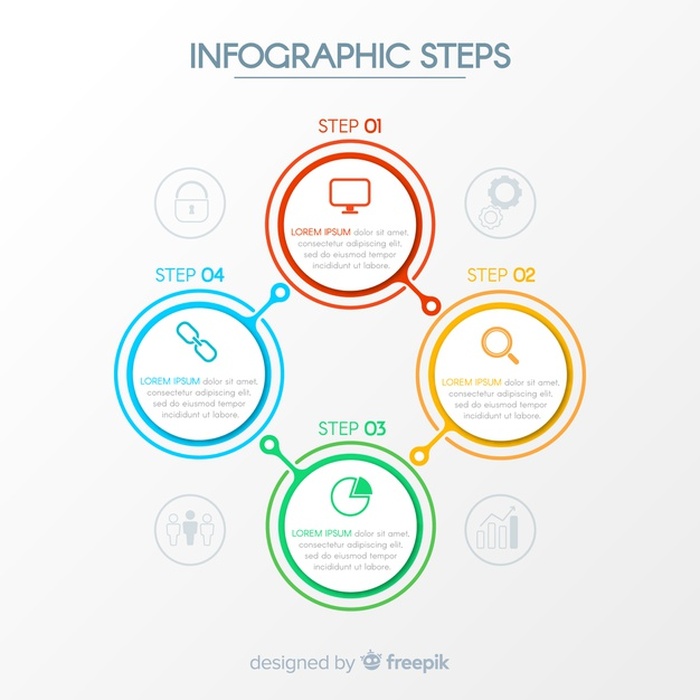 INFOGRAPHIC STEPS
STEP 01
LOREM IPSUM dolor sit amet,
consectetur adipiscing elit,
sed do eiusmod tempor
incididunt ut labore.
STEP 02
LOREM IPSUM dolor sit amet,
consectetur adipiscing elit,
sed do eiusmod tempor
incididunt ut labore.
STEP 03
LOREM IPSUM dolor sit amet,
consectetur adipiscing elit,
sed do eiusmod tempor
incididunt ut labore.
STEP 04
LOREM IPSUM dolor sit amet,
consectetur adipiscing elit,
sed do eiusmod tempor
incididunt ut labore.
designed by freepik